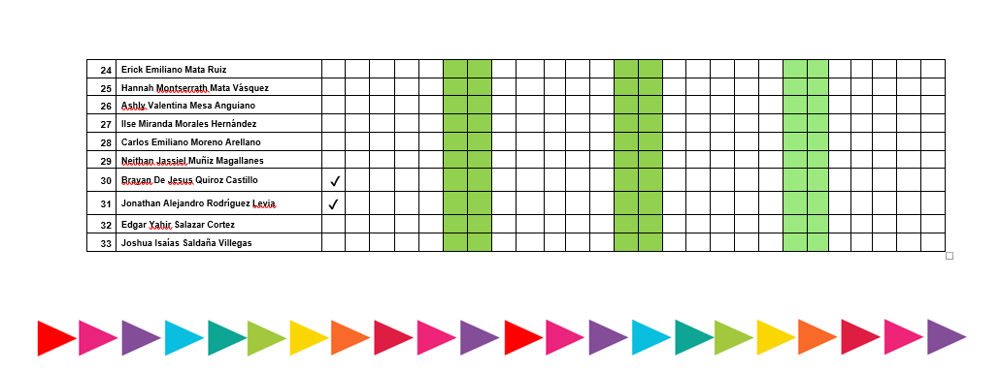 24 Erick Emiliano Mata Ruiz
25 Hannah Montserrath Mata Vásquez
26 Ashly Valentina Mesa Anguiano
27 Ilse Miranda Morales Hernández
28 Carlos Emiliano Moreno Arellano
29 Neithan Jassiel Muñiz Magallanes
30 Brayan De Jesus Quiroz Castillo ✓
31 Jonathan Alejandro Rodríguez Levia ✓
32 Edgar Yahir Salazar Cortez
33 Joshua Isaías Saldaña Villegas